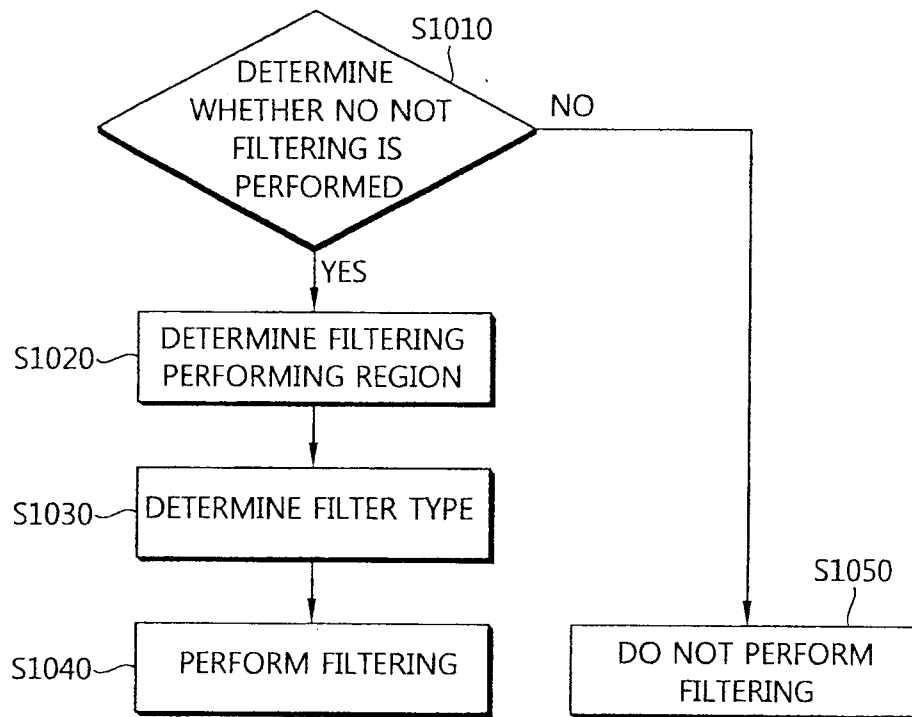 S1010
DETERMINE
WHETHER NO NOT
FILTERING IS
PERFORMED
NO
YES
S1020
DETERMINE FILTERING
PERFORMING REGION
S1030
DETERMINE FILTER TYPE
S1040
PERFORM FILTERING
S1050
DO NOT PERFORM
FILTERING